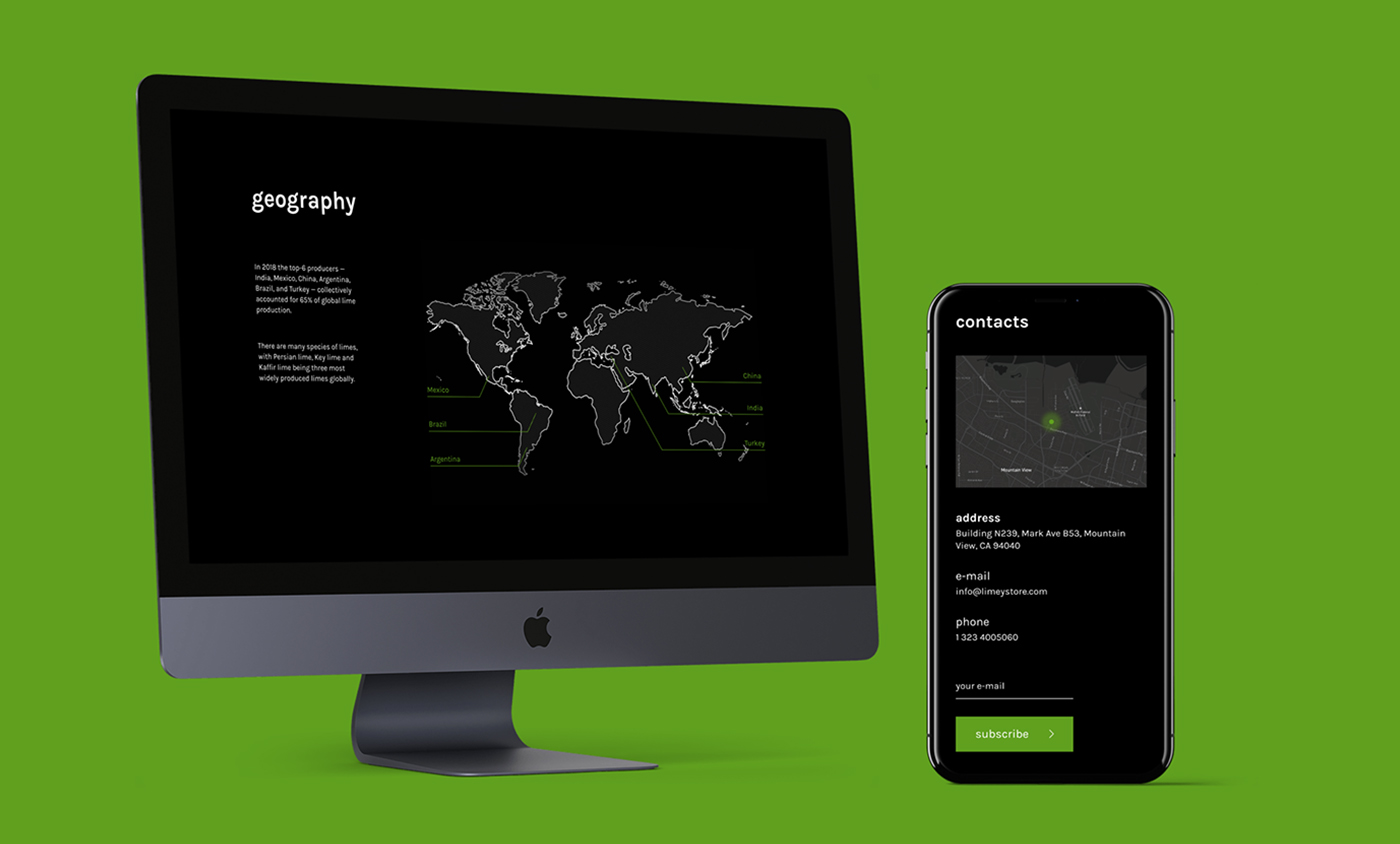 geography
In 2018 the top-6 producers —
India, Mexico, China, Argentina,
Brazil, and Turkey — collectively
accounted for 65% of global lime
production.
There are many species of limes,
with Persian lime, Key lime and
Kaffir lime being three most
widely produced limes globally.
Mexico
Brazil
Argentina
China
India
Turkey
contacts
Mountain View
address
Building N239, Mark Ave B53, Mountain
View, CA 94040
e-mail
info@limeystore.com
phone
1 323 4005060
your e-mail
subscribe